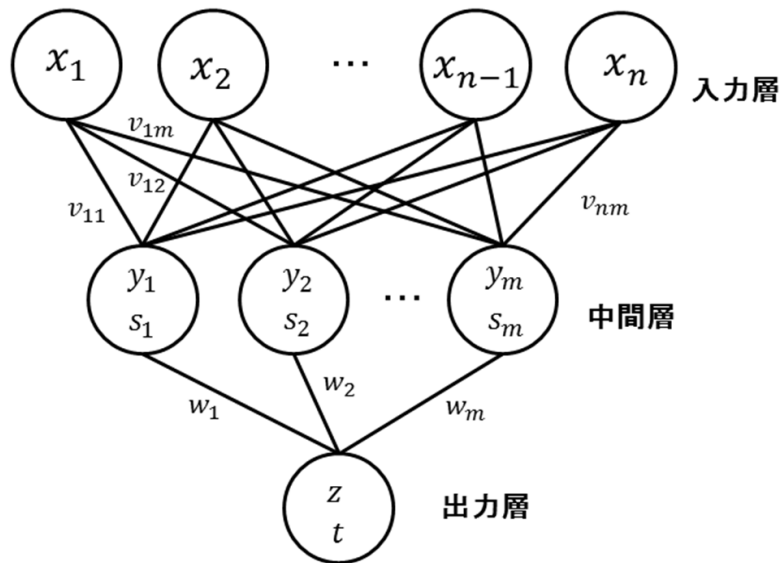 x₁ x₂ … xₙ₋₁ xₙ 入力層
v₁ₘ
v₁₂
v₁₁ vₙₘ
y₁ y₂ … yₘ
s₁ s₂ sₘ 中間層
w₁ w₂ wₘ
z 出力層
t